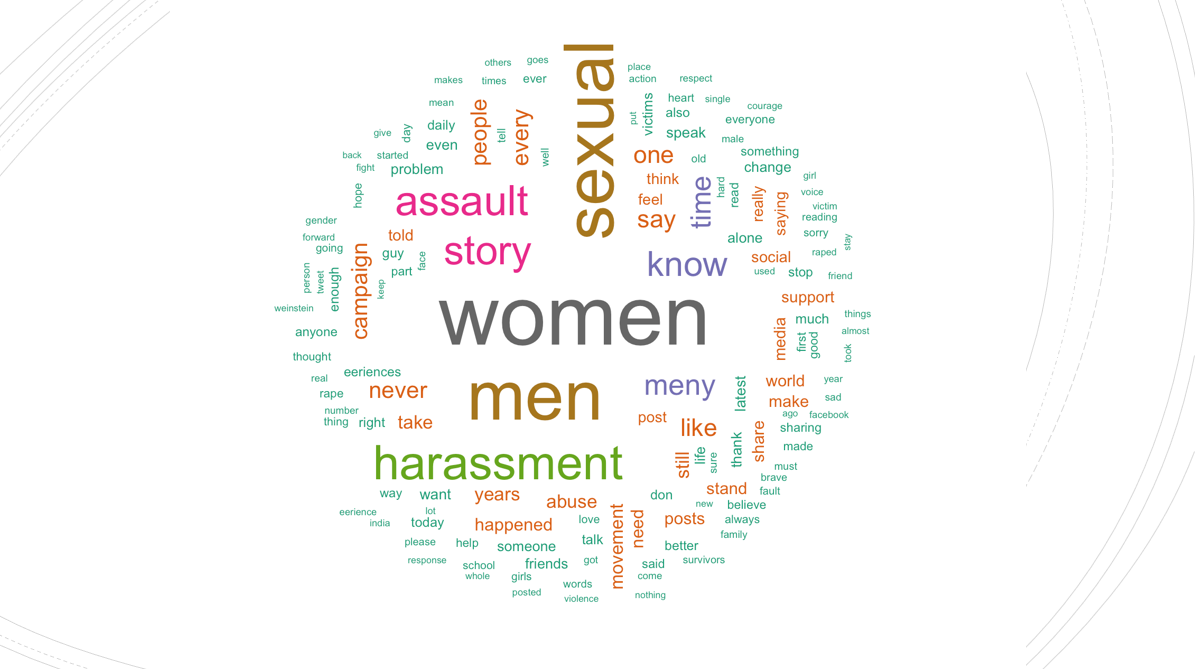 others goes
makes times ever
sexual
place
action respect
mean
people
tell
every
well
daily
day
give
even
back started
fight problem
hope
put
victims
heart single
also
courage
everyone
speak
male
one
old
something
change
think
feel
say
time
hard
read
really
saying
girl
voice
victim
reading
assault
story
told
guy
part
face
gender
forward
going
campaign
keep
person
tweet
enough
weinstein
anyone
know
alone
social
used stop
sorry
raped
stay
friend
support
much
things
almost
media
first
good
took
women
men
meny
thought
eeriences
real
rape
never
number
thing right take
latest
world
year
make
sad
ago facebook
post
like
thank
share
sharing
made
harassment
still
life
sure
must
brave
fault
stand
way want years
abuse
don
new
believe
eerience
lot
india today
happened
love
movement
need
posts
always
family
please help someone
talk
better
response
school
friends
got
said
survivors
whole
girls
words
come
posted
violence
nothing